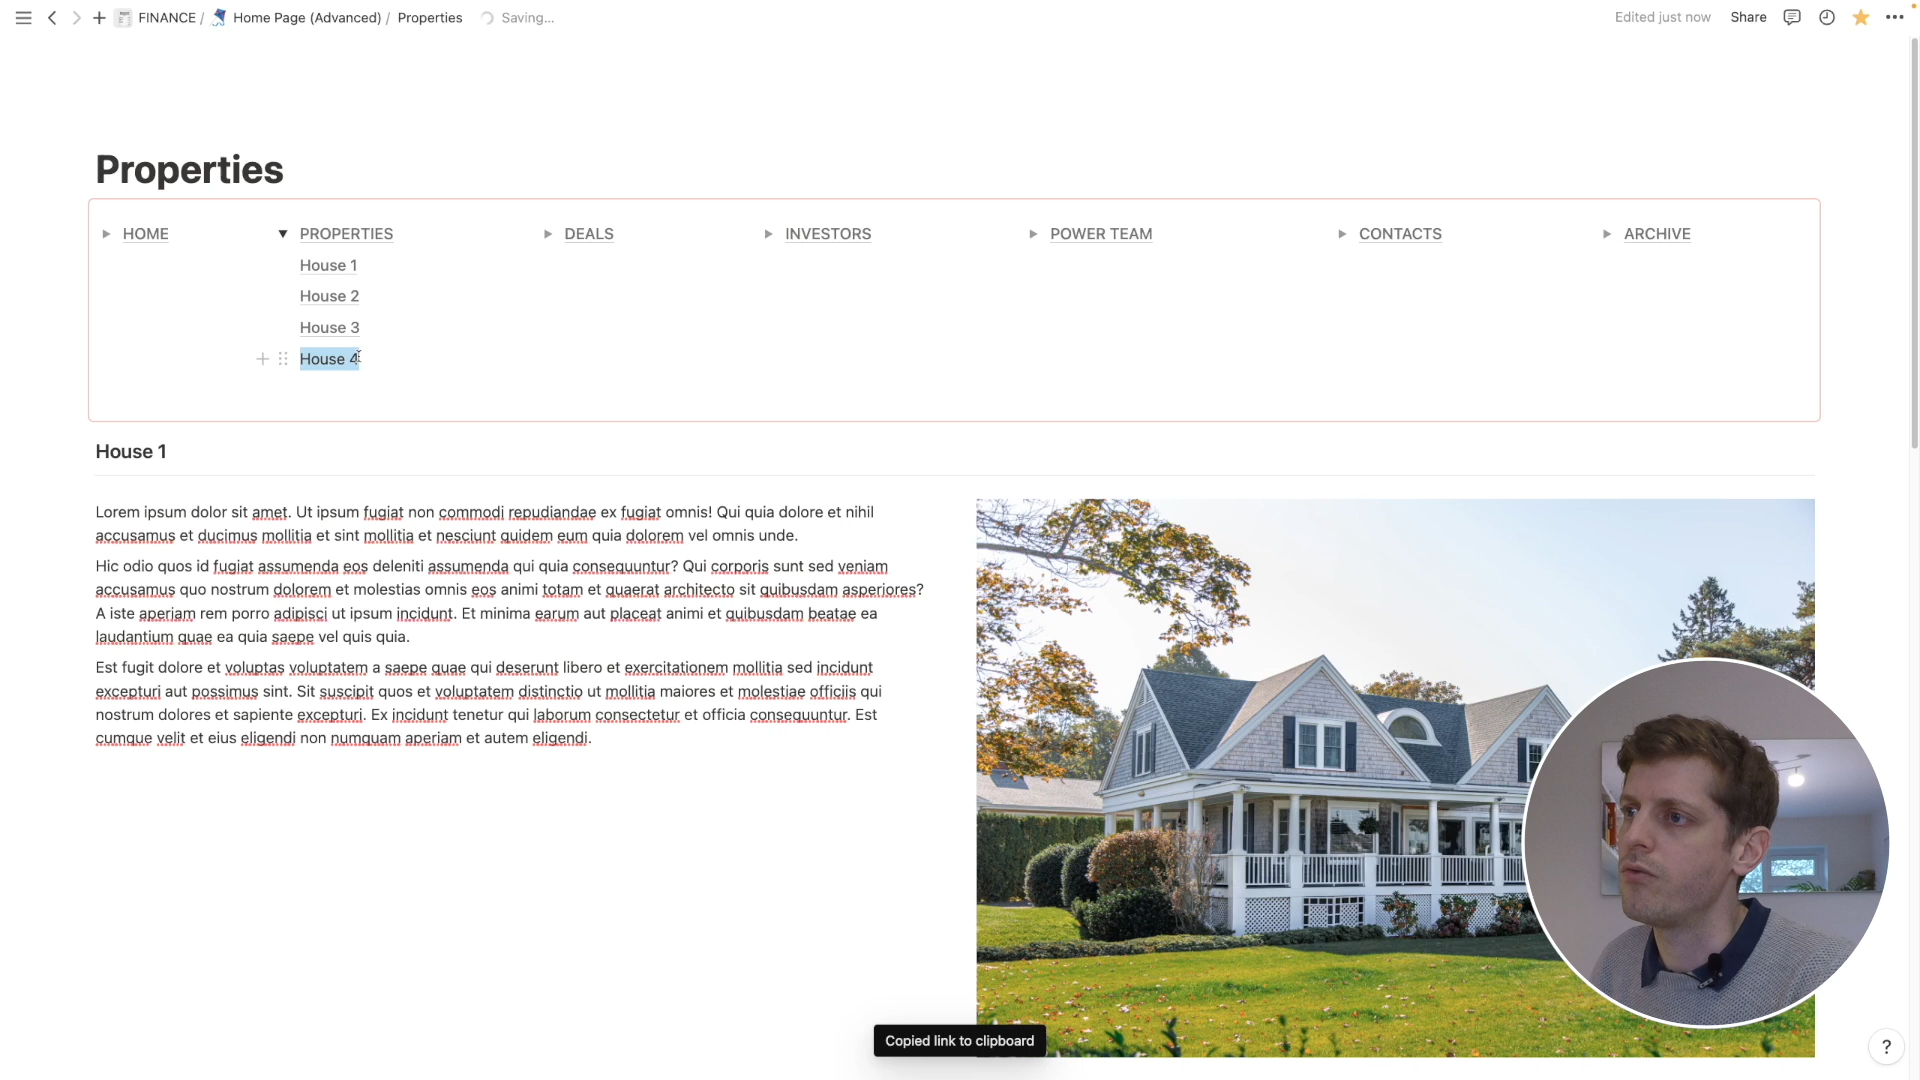 FINANCE / Home Page (Advanced) / Properties Saving...
Edited just now Share
Properties
HOME PROPERTIES DEALS INVESTORS POWER TEAM CONTACTS ARCHIVE
House 1
House 2
House 3
House 4
House 1
Lorem ipsum dolor sit amet. Ut ipsum fugiat non commodi repudiandae ex fugiat omnis! Qui quia dolore et nihil
accusamus et ducimus mollitia et sint mollitia et nesciunt quidem eum quia dolorem vel omnis unde.
Hic odio quos id fugiat assumenda eos deleniti assumenda qui quia consequuntur? Qui corporis sunt sed veniam
accusamus quo nostrum dolorem et molestias omnis eos animi totam et quaerat architecto sit quibusdam asperiores?
A iste aperiam rem porro adipisci ut ipsum incidunt. Et minima earum aut placeat animi et quibusdam beatae ea
laudantium quae ea quia saepe vel quis quia.
Est fugit dolore et voluptas voluptatem a saepe quae qui deserunt libero et exercitationem mollitia sed incidunt
excepturi aut possimus sint. Sit suscipit quos et voluptatem distinctio ut mollitia maiores et molestiae officiis qui
nostrum dolores et sapiente excepturi. Ex incidunt tenetur qui laborum consectetur et officia consequuntur. Est
cumque velit et eius eligendi non numquam aperiam et autem eligendi.
Copied link to clipboard
?